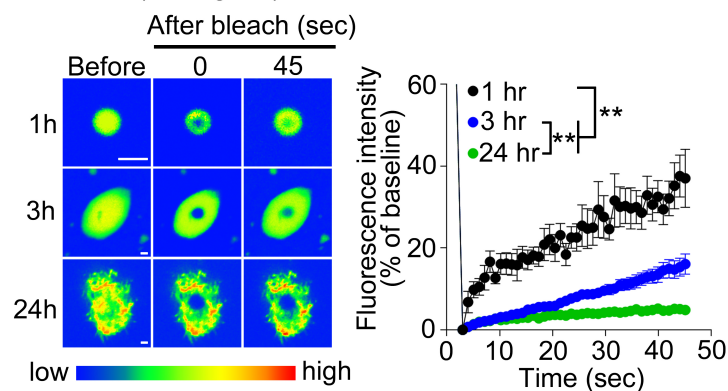 After bleach (sec)
Before 0 45
1h
3h
24h
low high
Fluorescence intensity
(% of baseline)
60
40
20
0
1 hr
3 hr
24 hr
**
**
0 10 20 30 40 50
Time (sec)